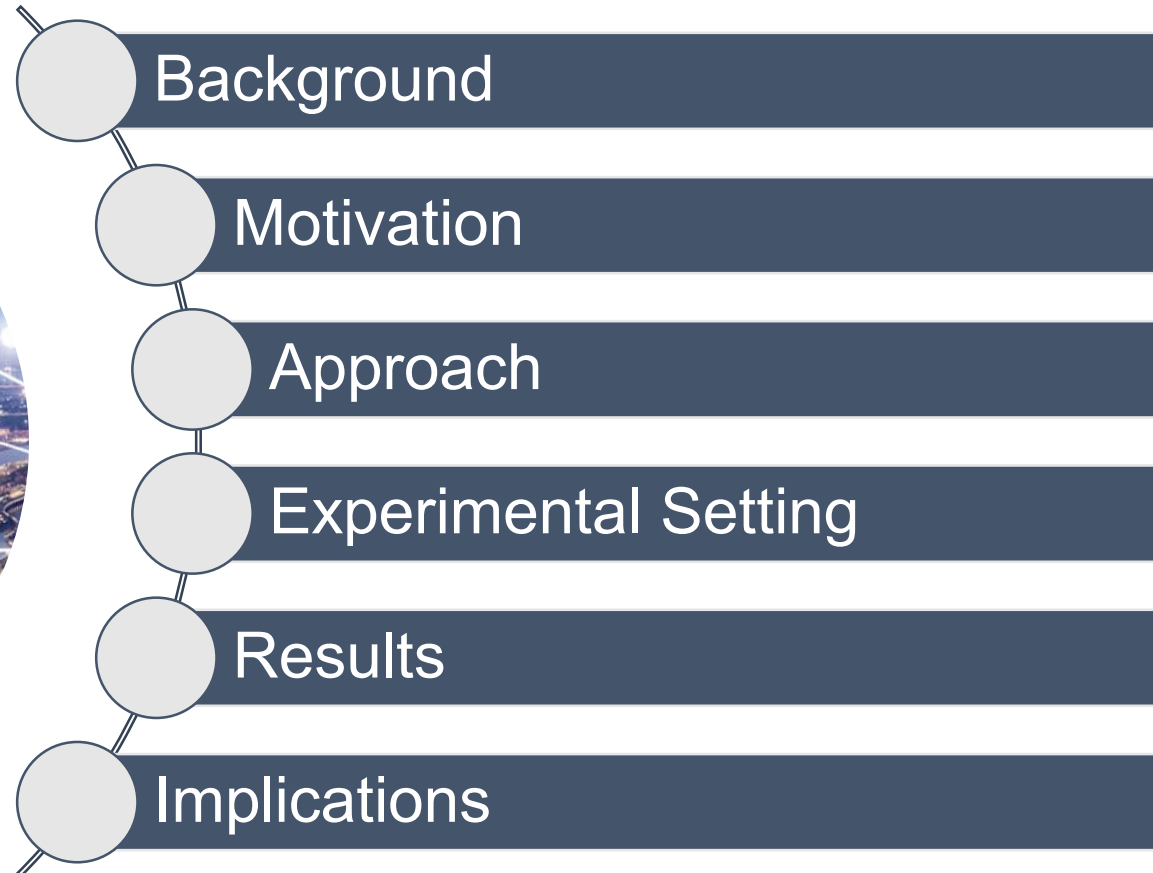 Background
Motivation
Approach
Experimental Setting
Results
Implications